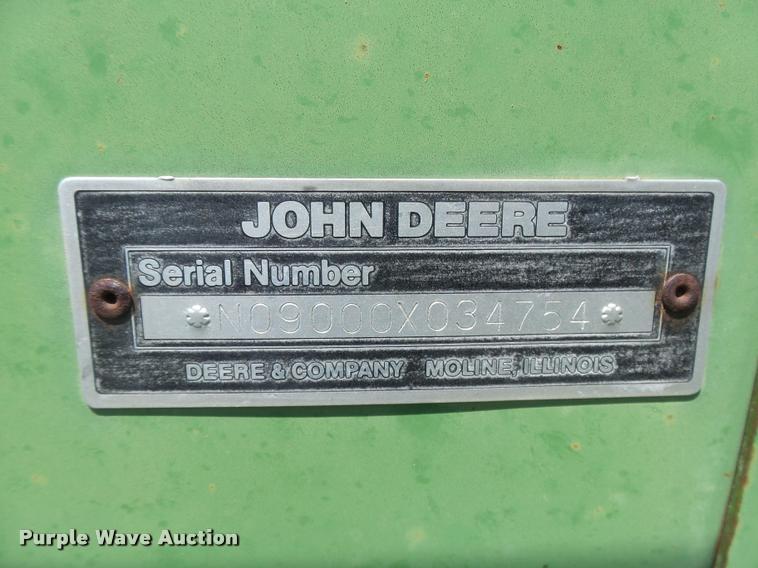 JOHN DEERE
Serial Number
*N09000X034754*
DEERE & COMPANY MOLINE, ILLINOIS
Purple Wave Auction